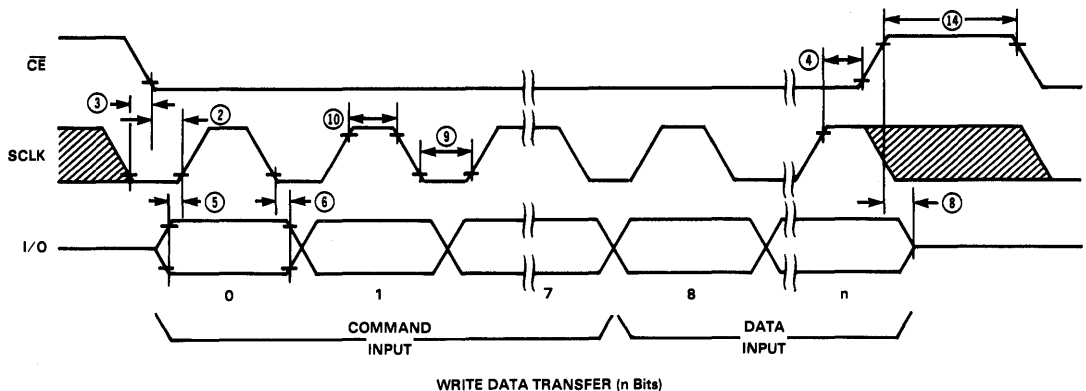 ⑭
CE
④
③
②
⑩
⑨
SCLK
⑤
⑥
⑧
I/O
0
1
7
8
n
COMMAND
INPUT
DATA
INPUT
WRITE DATA TRANSFER (n Bits)